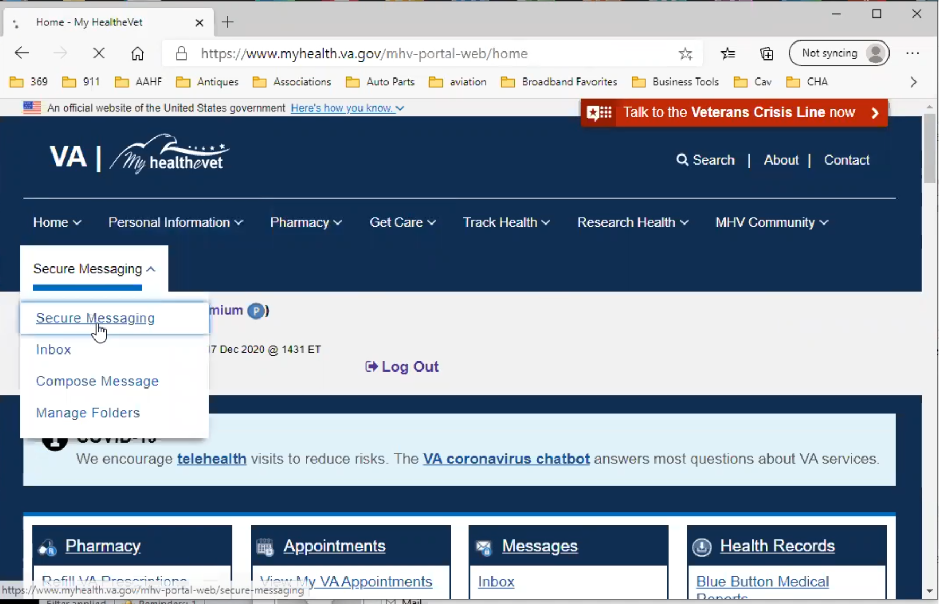 Home - My HealtheVet
https://www.myhealth.va.gov/mhv-portal-web/home
Not syncing
369 911 AAHF Antiques Associations Auto Parts aviation Broadband Favorites Business Tools Cav CHA
An official website of the United States government Here's how you know.
Talk to the Veterans Crisis Line now
VA | My healthevet
Search | About | Contact
Home Personal Information Pharmacy Get Care Track Health Research Health MHV Community
Secure Messaging
Secure Messaging
mium P)
Inbox
7 Dec 2020 @ 1431 ET
Log Out
Compose Message
Manage Folders
COVID-19
We encourage telehealth visits to reduce risks. The VA coronavirus chatbot answers most questions about VA services.
Pharmacy Appointments Messages Health Records
Refill VA Prescriptions View My VA Appointments Inbox Blue Button Medical
Reports
https://www.myhealth.va.gov/mhv-portal-web/secure-messaging
Filter applied Reminders: 1 Mail